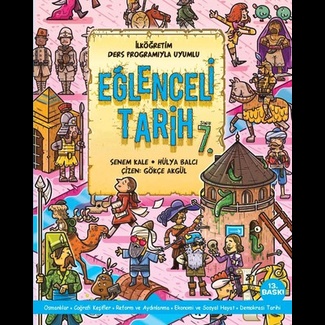 İLKÖĞRETİM
DERS PROGRAMIYLA UYUMLU
EĞLENCELİ
TARİH
7.
SENEM KALE • HÜLYA BALCI
ÇİZEN: GÖKÇE AKGÜL
13. BASKI
Osmanlılar • Coğrafi Keşifler • Reform ve Aydınlanma • Ekonomi ve Sosyal Hayat • Demokrasi Tarihi